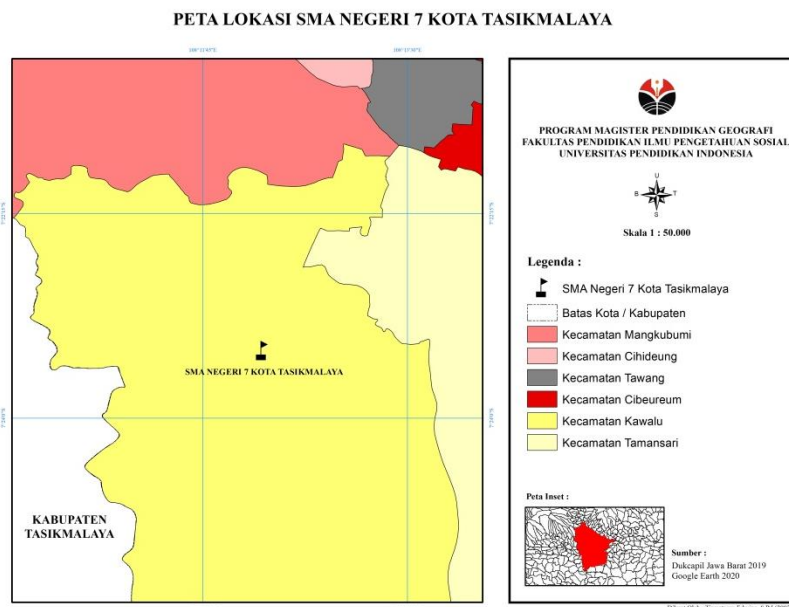 PETA LOKASI SMA NEGERI 7 KOTA TASIKMALAYA
SMA NEGERI 7 KOTA TASIKMALAYA
KABUPATEN
TASIKMALAYA
PROGRAM MAGISTER PENDIDIKAN GEOGRAFI
FAKULTAS PENDIDIKAN ILMU PENGETAHUAN SOSIAL
UNIVERSITAS PENDIDIKAN INDONESIA
U
B T
S
Skala 1 : 50.000
Legenda :
SMA Negeri 7 Kota Tasikmalaya
Batas Kota / Kabupaten
Kecamatan Mangkubumi
Kecamatan Cihideung
Kecamatan Tawang
Kecamatan Cibeureum
Kecamatan Kawalu
Kecamatan Tamansari
Peta Inset :
Sumber :
Dukcapil Jawa Barat 2019
Google Earth 2020